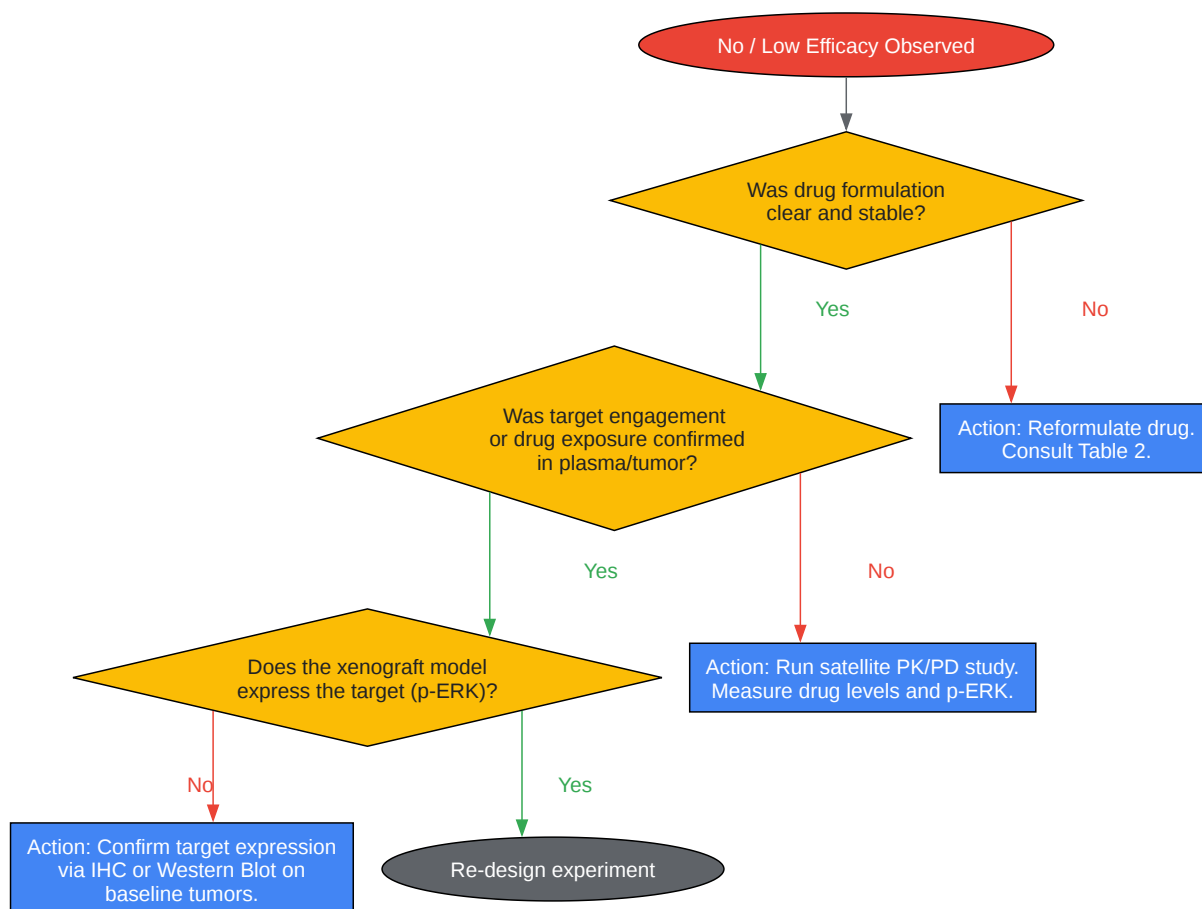 No / Low Efficacy Observed
Was drug formulation
clear and stable?
Yes
No
Was target engagement
or drug exposure confirmed
in plasma/tumor?
Action: Reformulate drug.
Consult Table 2.
Yes
No
Does the xenograft model
express the target (p-ERK)?
Action: Run satellite PK/PD study.
Measure drug levels and p-ERK.
No
Yes
Action: Confirm target expression
via IHC or Western Blot on
baseline tumors.
Re-design experiment